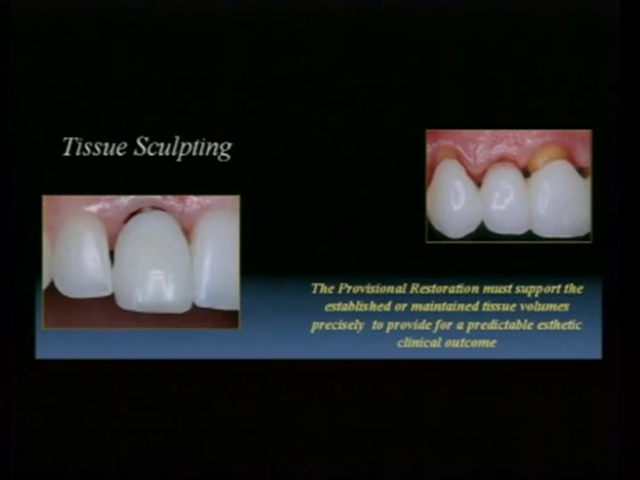 Tissue Sculpting
The Provisional Restoration must support the
established or maintained tissue volumes
precisely to provide for a predictable esthetic
clinical outcome